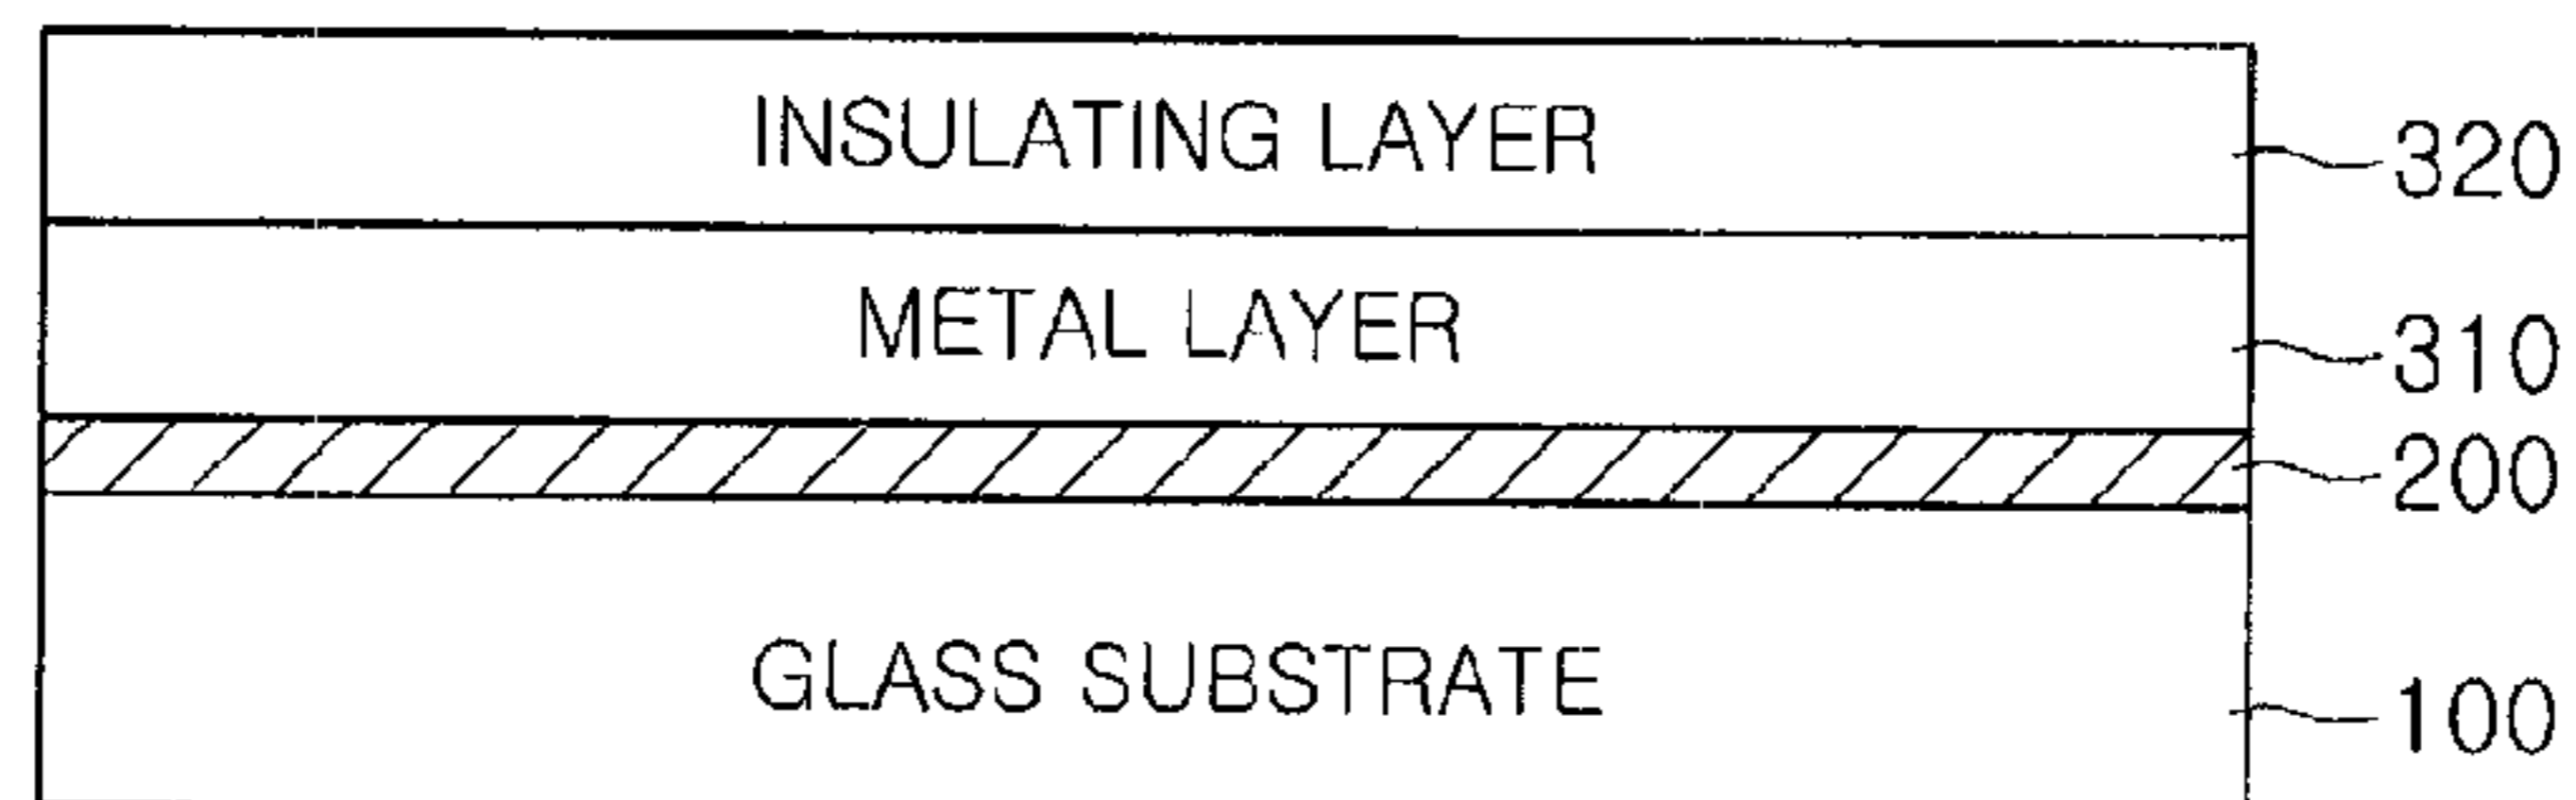 INSULATING LAYER 320
METAL LAYER 310
200
GLASS SUBSTRATE 100